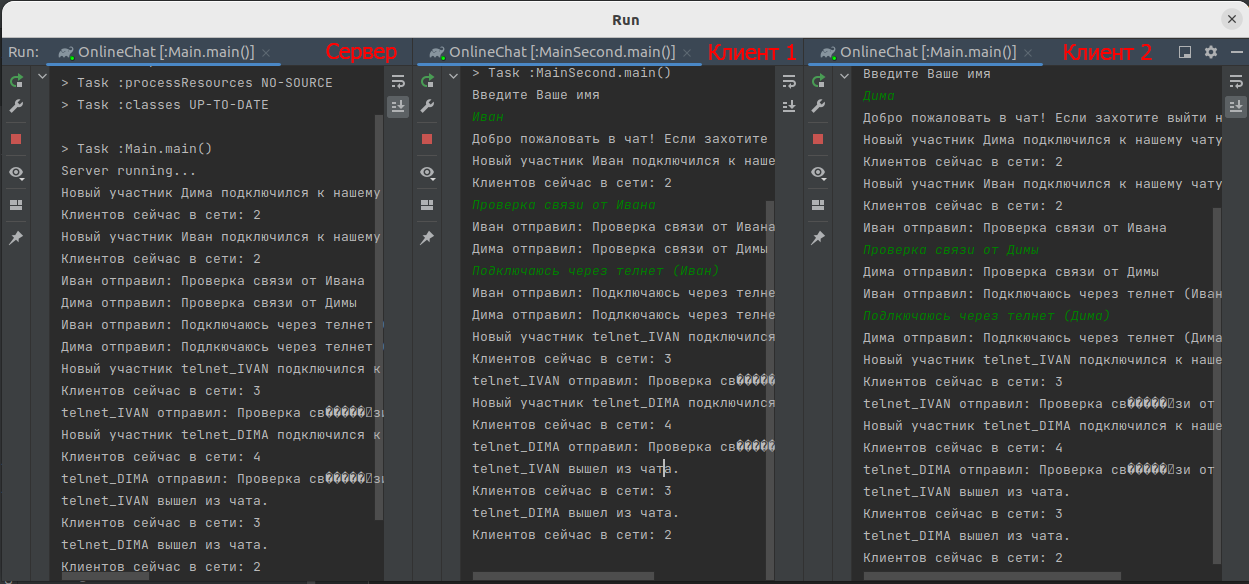 Run
Run:
OnlineChat [:Main.main()]
Сервер
OnlineChat [:MainSecond.main()]
Клиент 1
OnlineChat [:Main.main()]
Клиент 2
> Task :processResources NO-SOURCE
> Task :classes UP-TO-DATE
> Task :Main.main()
Server running...
Новый участник Дима подключился к нашему
Клиентов сейчас в сети: 2
Новый участник Иван подключился к нашему
Клиентов сейчас в сети: 2
Иван отправил: Проверка связи от Ивана
Дима отправил: Проверка связи от Димы
Иван отправил: Подключаюсь через телнет
Дима отправил: Подлкючаюсь через телнет
Новый участник telnet_IVAN подключился к
Клиентов сейчас в сети: 3
telnet_IVAN отправил: Проверка св������зи
Новый участник telnet_DIMA подключился к
Клиентов сейчас в сети: 4
telnet_DIMA отправил: Проверка св������зи
telnet_IVAN вышел из чата.
Клиентов сейчас в сети: 3
telnet_DIMA вышел из чата.
Клиентов сейчас в сети: 2
> Task :MainSecond.main()
Введите Ваше имя
Иван
Добро пожаловать в чат! Если захотите
Новый участник Иван подключился к наше
Клиентов сейчас в сети: 2
Проверка связи от Ивана
Иван отправил: Проверка связи от Ивана
Дима отправил: Проверка связи от Димы
Подключаюсь через телнет (Иван)
Иван отправил: Подключаюсь через телне
Дима отправил: Подлкючаюсь через телне
Новый участник telnet_IVAN подключился
Клиентов сейчас в сети: 3
telnet_IVAN отправил: Проверка св�����
Новый участник telnet_DIMA подключился
Клиентов сейчас в сети: 4
telnet_DIMA отправил: Проверка св�����
telnet_IVAN вышел из чата.
Клиентов сейчас в сети: 3
telnet_DIMA вышел из чата.
Клиентов сейчас в сети: 2
Введите Ваше имя
Дима
Добро пожаловать в чат! Если захотите выйти н
Новый участник Дима подключился к нашему чату
Клиентов сейчас в сети: 2
Новый участник Иван подключился к нашему чату
Клиентов сейчас в сети: 2
Иван отправил: Проверка связи от Ивана
Проверка связи от Димы
Дима отправил: Проверка связи от Димы
Иван отправил: Подключаюсь через телнет (Иван
Подлкючаюсь через телнет (Дима)
Дима отправил: Подлкючаюсь через телнет (Дима
Новый участник telnet_IVAN подключился к наше
Клиентов сейчас в сети: 3
telnet_IVAN отправил: Проверка св������зи от
Новый участник telnet_DIMA подключился к наше
Клиентов сейчас в сети: 4
telnet_DIMA отправил: Проверка св������зи от
telnet_IVAN вышел из чата.
Клиентов сейчас в сети: 3
telnet_DIMA вышел из чата.
Клиентов сейчас в сети: 2